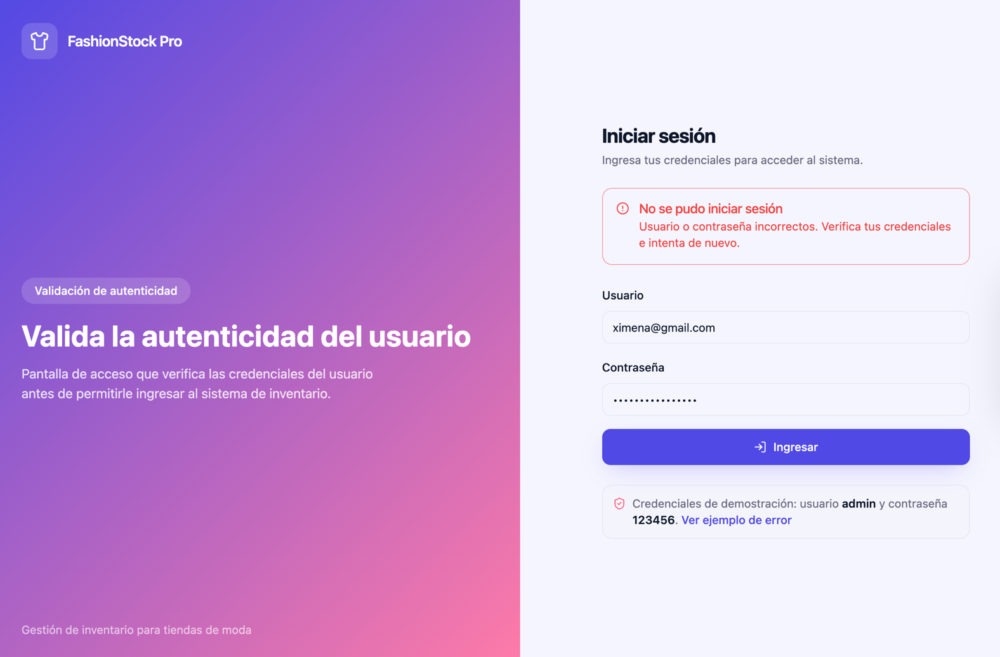 FashionStock Pro
Validación de autenticidad
Valida la autenticidad del usuario
Pantalla de acceso que verifica las credenciales del usuario
antes de permitirle ingresar al sistema de inventario.
Gestión de inventario para tiendas de moda
Iniciar sesión
Ingresa tus credenciales para acceder al sistema.
No se pudo iniciar sesión
Usuario o contraseña incorrectos. Verifica tus credenciales
e intenta de nuevo.
Usuario
ximena@gmail.com
Contraseña
••••••••••••••••
Ingresar
Credenciales de demostración: usuario admin y contraseña
123456. Ver ejemplo de error